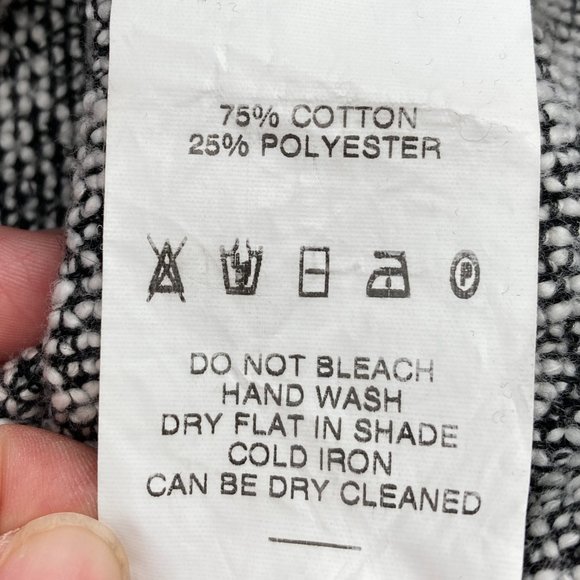 75% COTTON
25% POLYESTER
P
DO NOT BLEACH
HAND WASH
DRY FLAT IN SHADE
COLD IRON
CAN BE DRY CLEANED